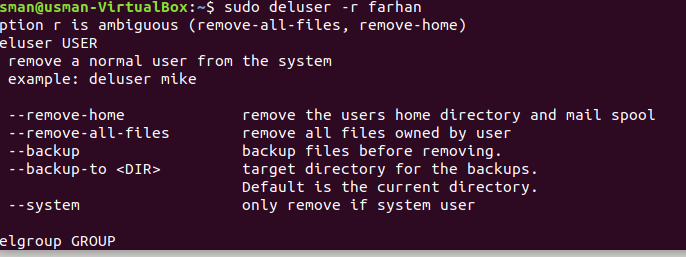 sman@usman-VirtualBox:~$ sudo deluser -r farhan
ption r is ambiguous (remove-all-files, remove-home)
eluser USER
remove a normal user from the system
example: deluser mike
--remove-home remove the users home directory and mail spool
--remove-all-files remove all files owned by user
--backup backup files before removing.
--backup-to <DIR> target directory for the backups.
Default is the current directory.
--system only remove if system user
elgroup GROUP